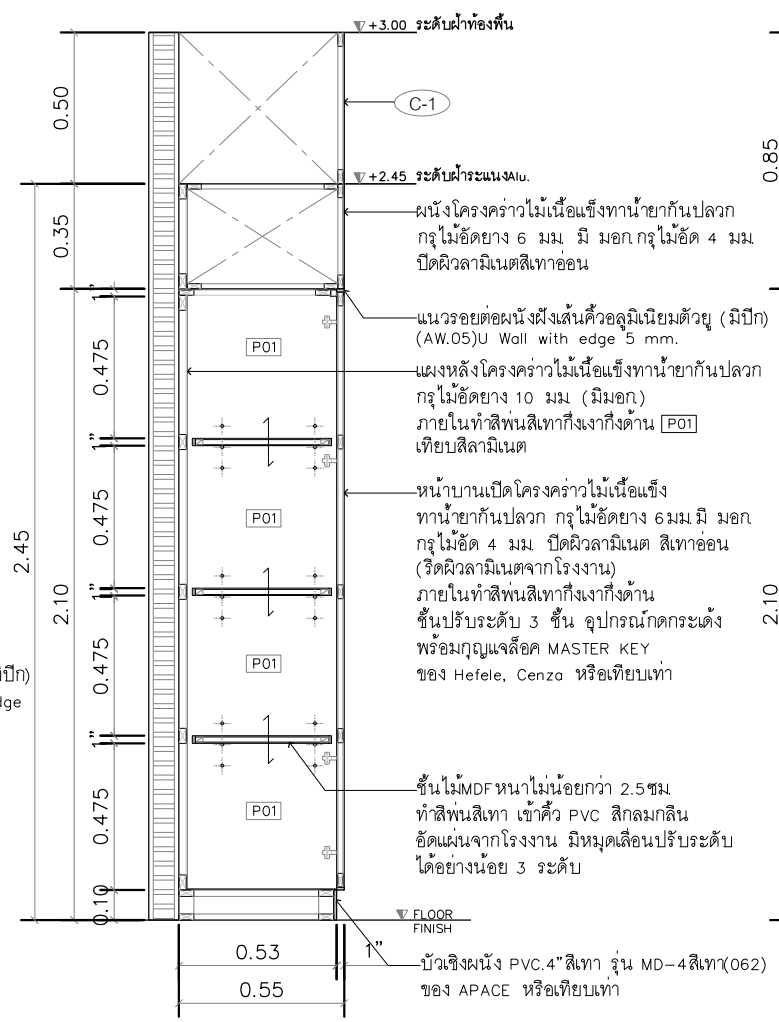 +3.00 ระดับฝ้าท้องพื้น
C-1
0.50
0.85
+2.45 ระดับฝ้าระแนงAlu.
ผนังโครงคร่าวไม้เนื้อแข็งทาน้ำยากันปลวก
กรุไม้อัดยาง 6 มม. มี มอก.กรุไม้อัด 4 มม.
ปิดผิวลามิเนตสีเทาอ่อน
0.35
1"
แนวรอยต่อผนังฝังเส้นคิ้วอลูมิเนียมตัวยู (มีปีก)
(AW.05)U Wall with edge 5 mm.
P01
แผงหลังโครงคร่าวไม้เนื้อแข็งทาน้ำยากันปลวก
กรุไม้อัดยาง 10 มม. (มีมอก.)
ภายในทำสีพ่นสีเทากึ่งเงากึ่งด้าน P01
เทียบสีลามิเนต
0.475
1"
หน้าบานเปิดโครงคร่าวไม้เนื้อแข็ง
ทาน้ำยากันปลวก กรุไม้อัดยาง 6มม.มี มอก.
กรุไม้อัด 4 มม. ปิดผิวลามิเนต สีเทาอ่อน
(รีดผิวลามิเนตจากโรงงาน)
ภายในทำสีพ่นสีเทากึ่งเงากึ่งด้าน
ชั้นปรับระดับ 3 ชั้น อุปกรณ์กดกระเด้ง
พร้อมกุญแจล็อค MASTER KEY
ของ Hefele, Cenza หรือเทียบเท่า
P01
0.475
1"
2.45
2.10
2.10
P01
0.475
1"
มีปีก)
dge
ชั้นไม้MDFหนาไม่น้อยกว่า 2.5ซม.
ทำสีพ่นสีเทา เข้าคิ้ว PVC สีกลมกลืน
อัดแผ่นจากโรงงาน มีหมุดเลื่อนปรับระดับ
ได้อย่างน้อย 3 ระดับ
P01
0.475
0.10
FLOOR
FINISH
0.53
1"
0.55
บัวเชิงผนัง PVC.4"สีเทา รุ่น MD-4สีเทา(062)
ของ APACE หรือเทียบเท่า